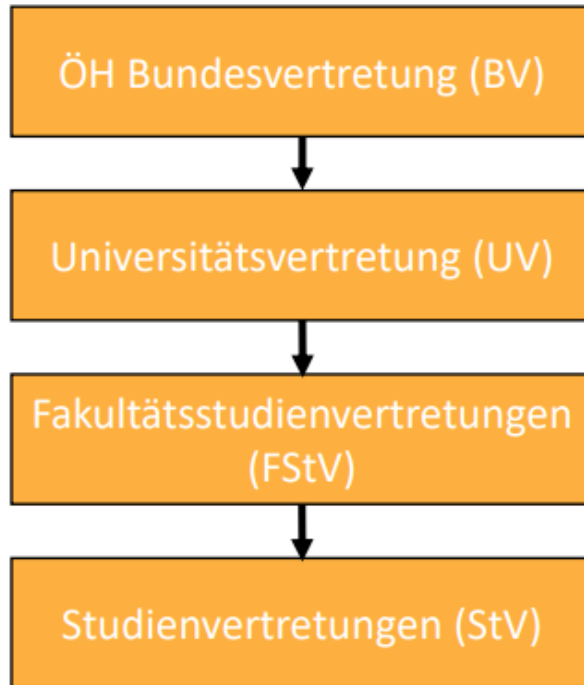 ÖH Bundesvertretung (BV)
Universitätsvertretung (UV)
Fakultätsstudienvertretungen
(FStV)
Studienvertretungen (StV)